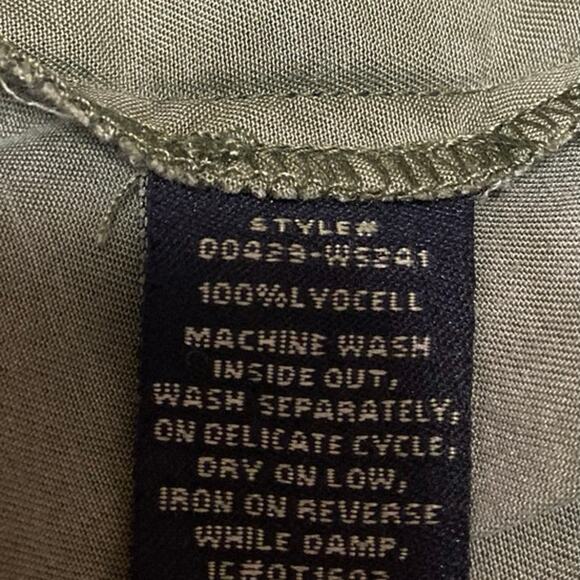 STYLE#
00429-W5241
100%LYOCELL
MACHINE WASH
INSIDE OUT,
WASH SEPARATELY,
ON DELICATE CYCLE,
DRY ON LOW,
IRON ON REVERSE
WHILE DAMP,